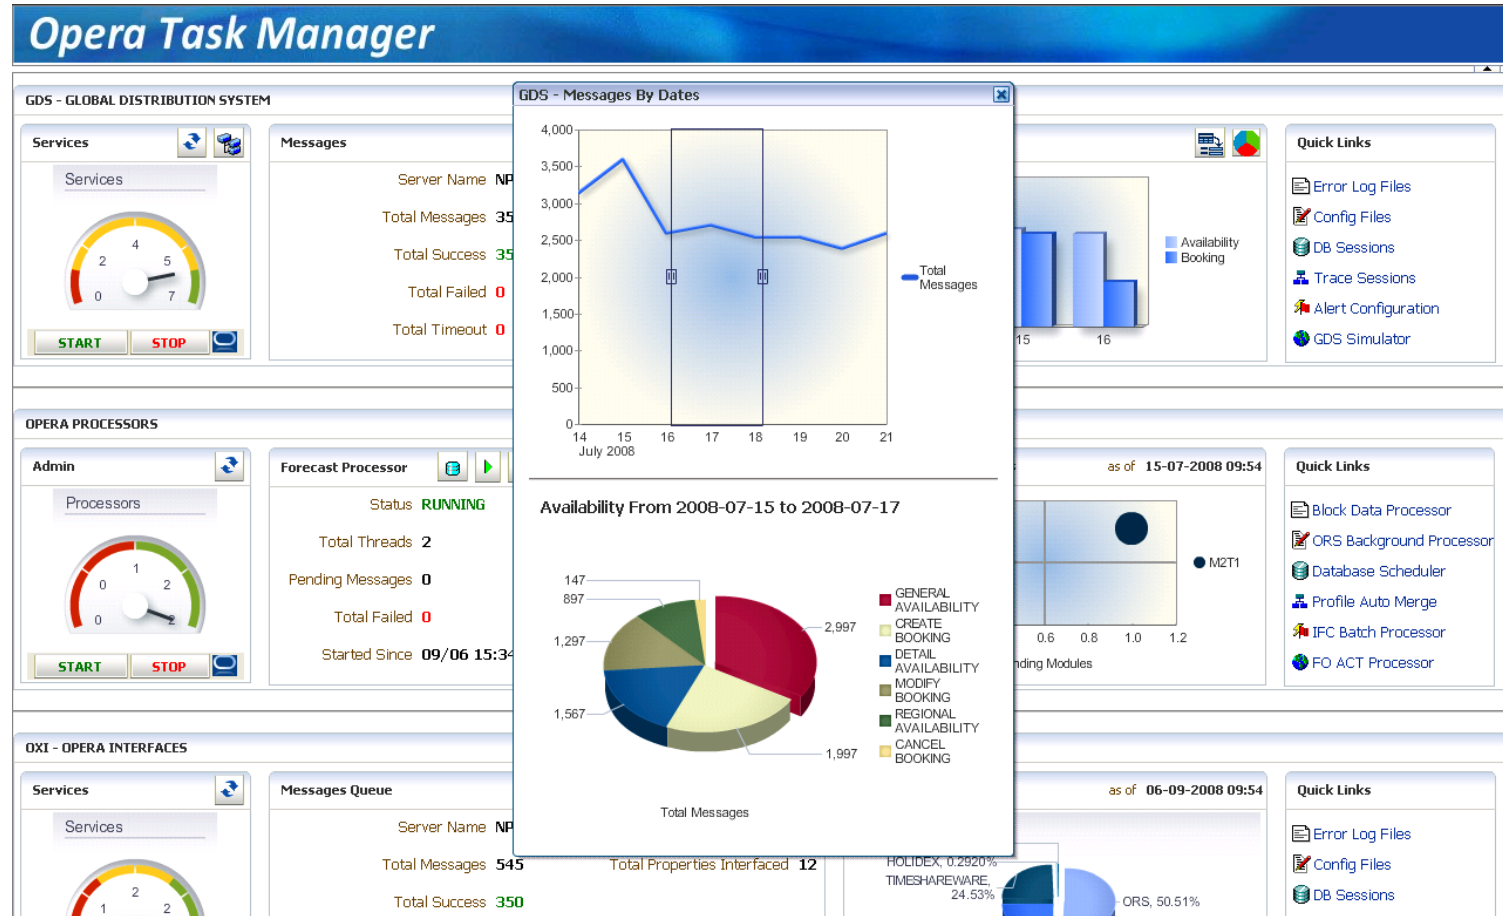 Opera Task Manager
GDS - GLOBAL DISTRIBUTION SYSTEM
Services
Services
4
2
5
0
7
START
STOP
Messages
Server Name NP
Total Messages 35
Total Success 35
Total Failed 0
Total Timeout 0
GDS - Messages By Dates
4,000
3,500
3,000
2,500
2,000
1,500
1,000
500
0
14 15 16 17 18 19 20 21
July 2008
Total
Messages
Availability From 2008-07-15 to 2008-07-17
147
897
1,297
1,567
2,997
1,997
GENERAL
AVAILABILITY
CREATE
BOOKING
DETAIL
AVAILABILITY
MODIFY
BOOKING
REGIONAL
AVAILABILITY
CANCEL
BOOKING
Total Messages
Availability
Booking
15 16
Quick Links
Error Log Files
Config Files
DB Sessions
Trace Sessions
Alert Configuration
GDS Simulator
OPERA PROCESSORS
Admin
Processors
1
0
2
0
2
START
STOP
Forecast Processor
Status RUNNING
Total Threads 2
Pending Messages 0
Total Failed 0
Started Since 09/06 15:34
as of 15-07-2008 09:54
M2T1
0.6 0.8 1.0 1.2
nding Modules
Quick Links
Block Data Processor
ORS Background Processor
Database Scheduler
Profile Auto Merge
IFC Batch Processor
FO ACT Processor
OXI - OPERA INTERFACES
Services
Services
2
1
2
Messages Queue
Server Name NP
Total Messages 545
Total Success 350
Total Properties Interfaced 12
as of 06-09-2008 09:54
HOLIDEX, 0.2920%
TIMESHAREWARE,
24.53%
ORS, 50.51%
Quick Links
Error Log Files
Config Files
DB Sessions